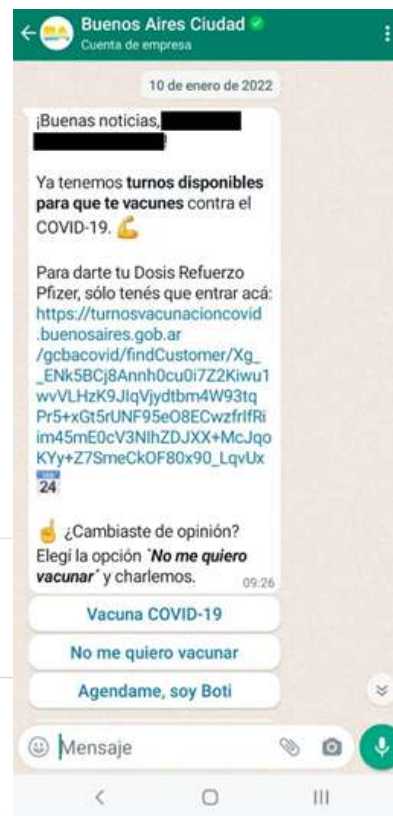 Buenos Aires Ciudad
Cuenta de empresa
10 de enero de 2022
¡Buenas noticias,
!
Ya tenemos turnos disponibles
para que te vacunes contra el
COVID-19. 💪
Para darte tu Dosis Refuerzo
Pfizer, sólo tenés que entrar acá:
https://turnosvacunacioncovid
.buenosaires.gob.ar
/gcbacovid/findCustomer/Xg_
_ENk5BCj8Annh0cu0i7Z2Kiwu1
wvVLHzK9JIqVjydtbm4W93tq
Pr5+xGt5rUNF95eO8ECwzfrIfRi
im45mE0cV3NIhZDJXX+McJqo
KYy+Z7SmeCkOF80x90_LqvUx
24
☝ ¿Cambiaste de opinión?
Elegí la opción `No me quiero
vacunar´ y charlemos.
09:26
Vacuna COVID-19
No me quiero vacunar
Agendame, soy Boti
Mensaje